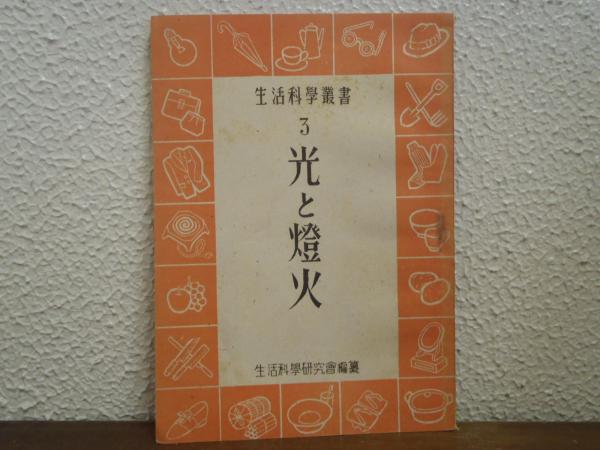 生活科學叢書
3
光と燈火
生活科學研究會編纂